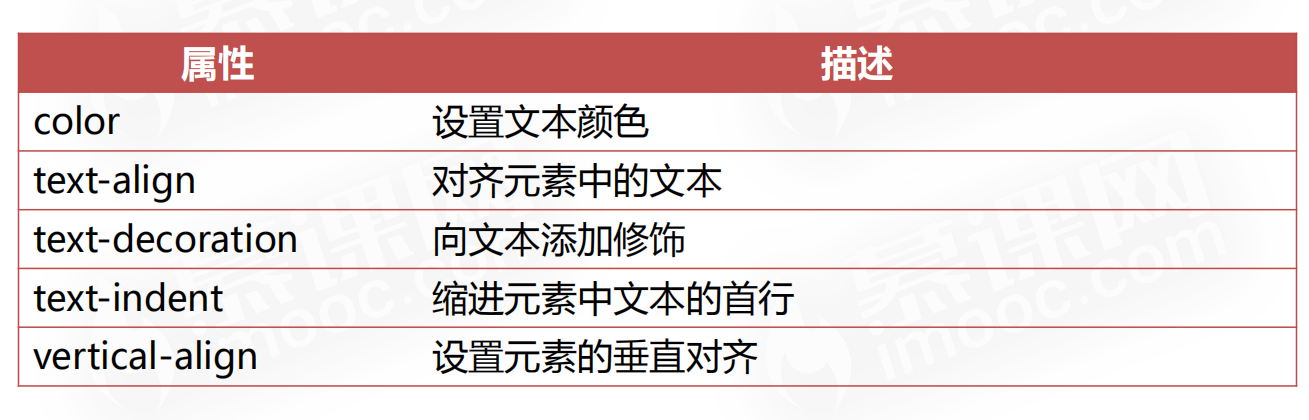 属性 描述
color 设置文本颜色
text-align 对齐元素中的文本
text-decoration 向文本添加修饰
text-indent 缩进元素中文本的首行
vertical-align 设置元素的垂直对齐
慕课网
imooc.com